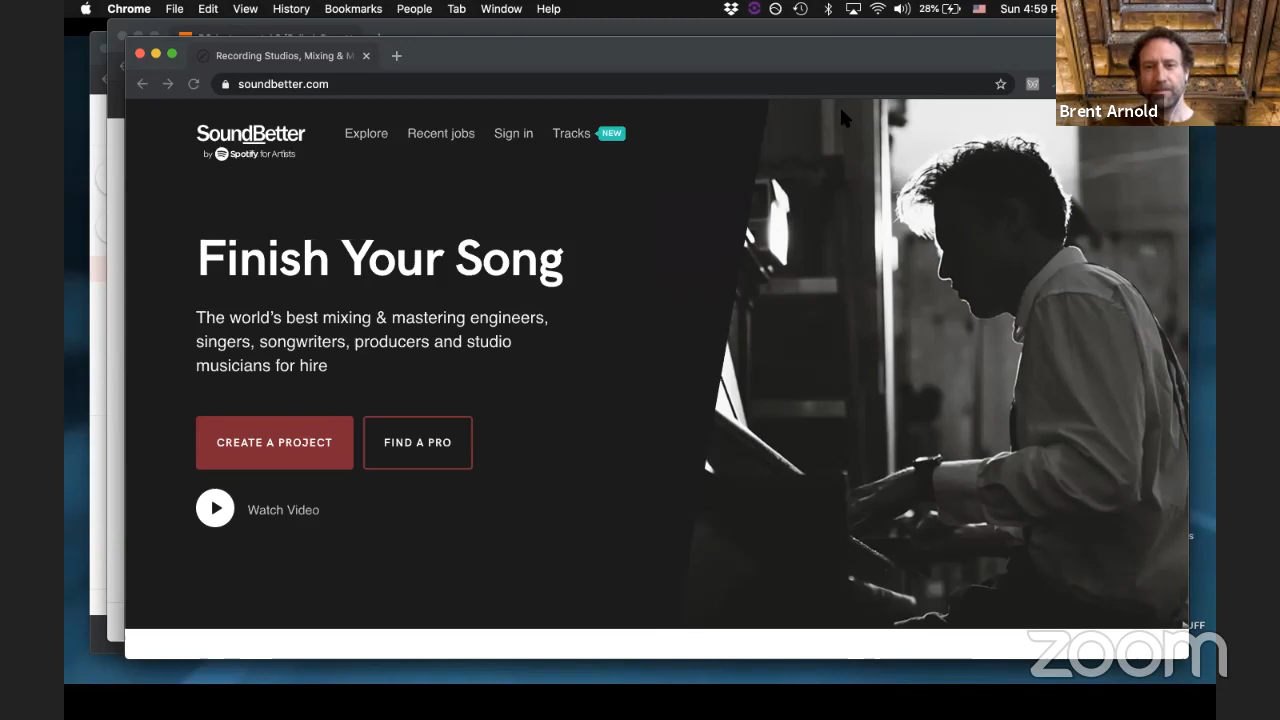 Chrome File Edit View History Bookmarks People Tab Window Help
28%
Sun 4:59 P
Recording Studios, Mixing & M
soundbetter.com
Brent Arnold
SoundBetter
by Spotify for Artists
Explore
Recent jobs
Sign in
Tracks NEW
Finish Your Song
The world’s best mixing & mastering engineers,
singers, songwriters, producers and studio
musicians for hire
CREATE A PROJECT
FIND A PRO
Watch Video
UFF
zoom